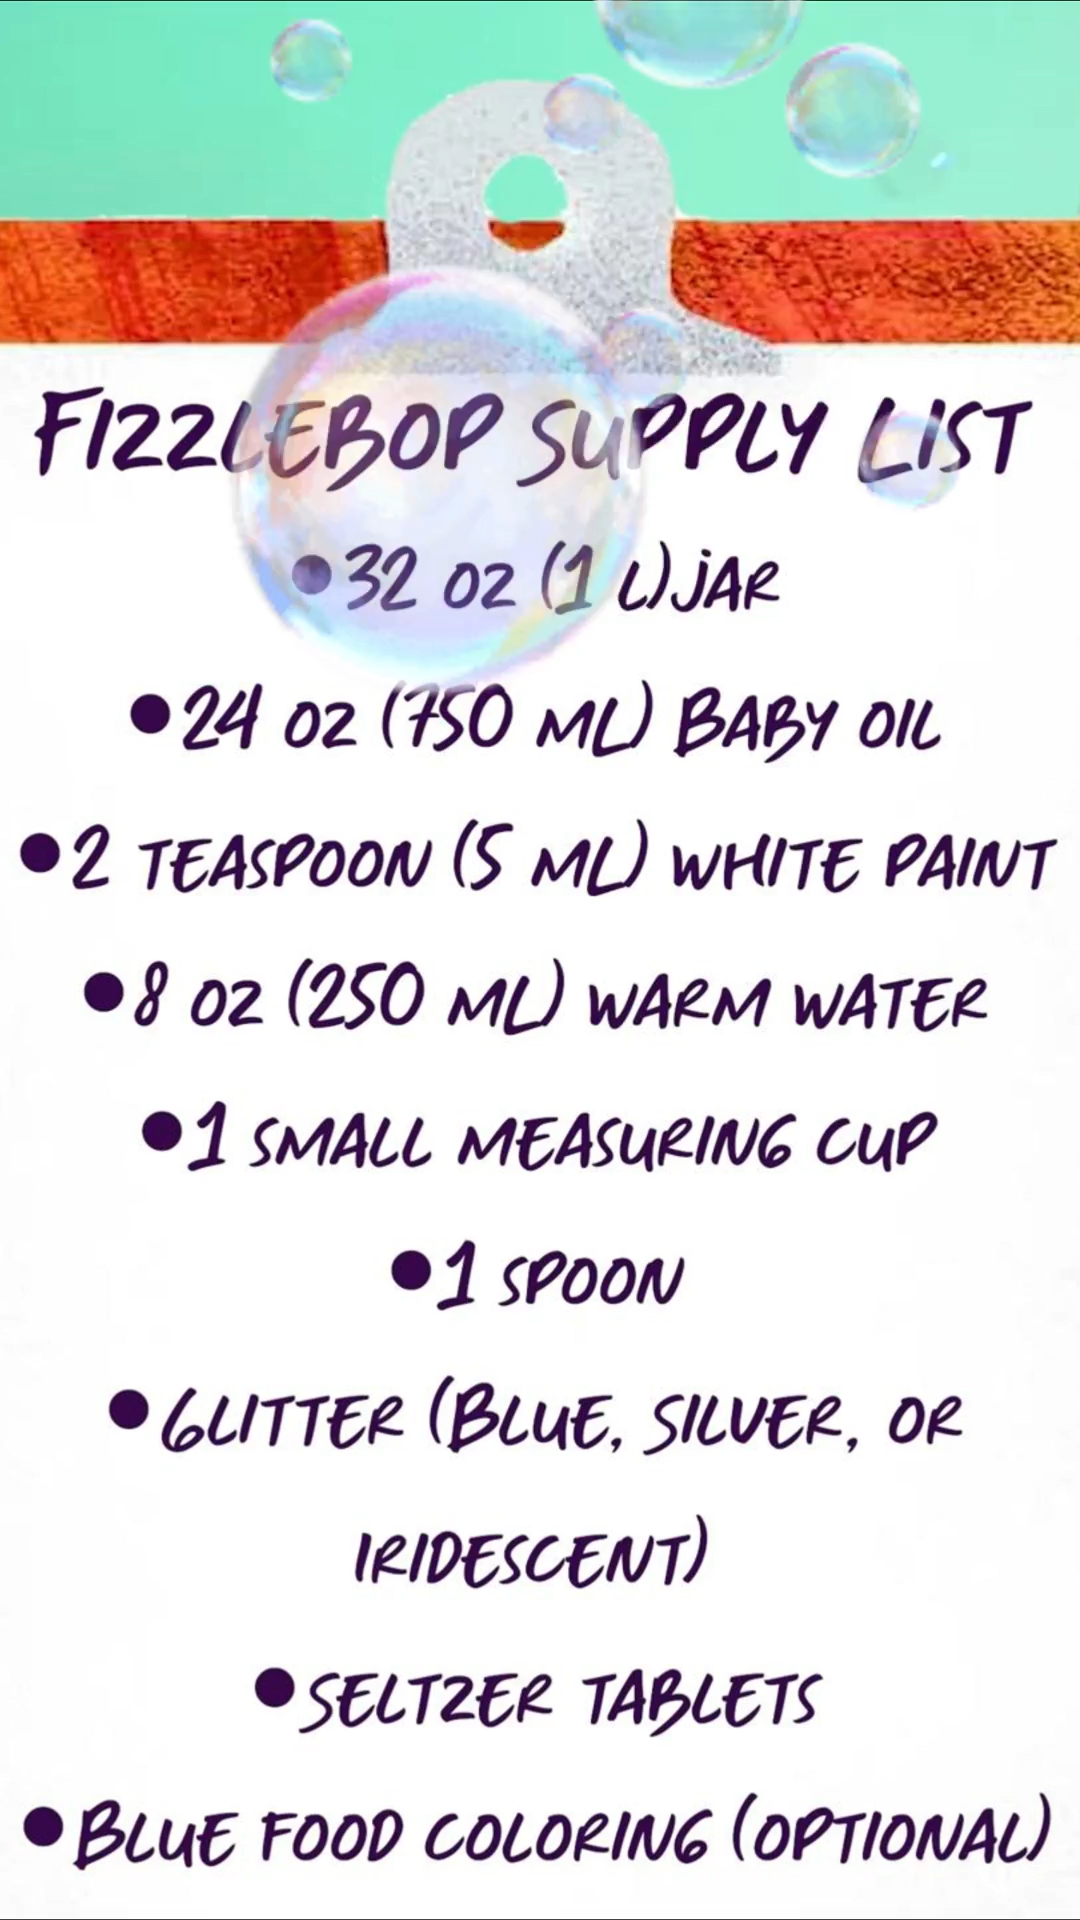 FIZZLEBOP SUPPLY LIST
•32 OZ (1 L)JAR
•24 OZ (750 ML) BABY OIL
•2 TEASPOON (5 ML) WHITE PAINT
•8 OZ (250 ML) WARM WATER
•1 SMALL MEASURING CUP
•1 SPOON
•GLITTER (BLUE, SILVER, OR
IRIDESCENT)
•SELTZER TABLETS
•BLUE FOOD COLORING (OPTIONAL)